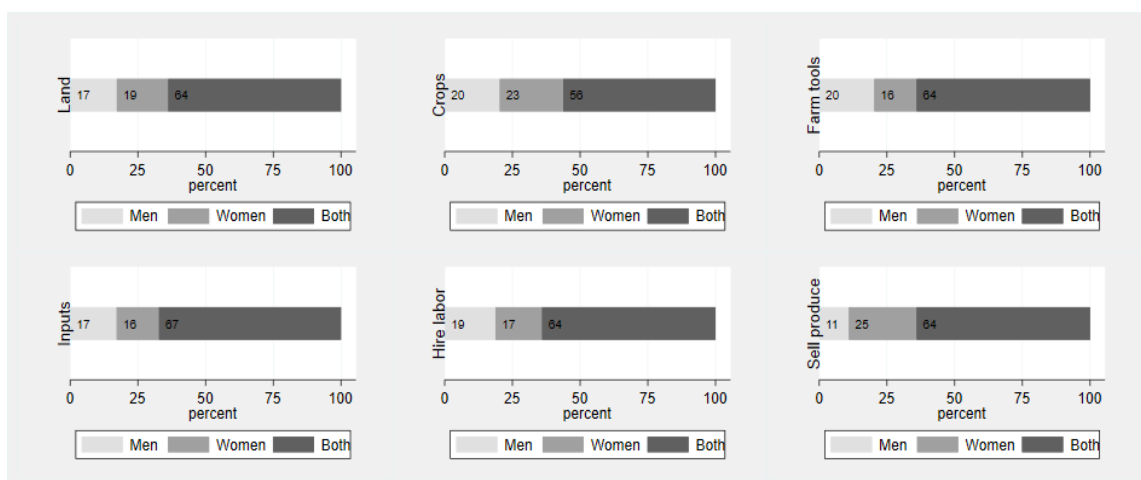 Land
17 19 64
0 25 50 75 100
percent
Men Women Both
Crops
20 23 56
0 25 50 75 100
percent
Men Women Both
Farm tools
20 16 64
0 25 50 75 100
percent
Men Women Both
Inputs
17 16 67
0 25 50 75 100
percent
Men Women Both
Hire labor
19 17 64
0 25 50 75 100
percent
Men Women Both
Sell produce
11 25 64
0 25 50 75 100
percent
Men Women Both